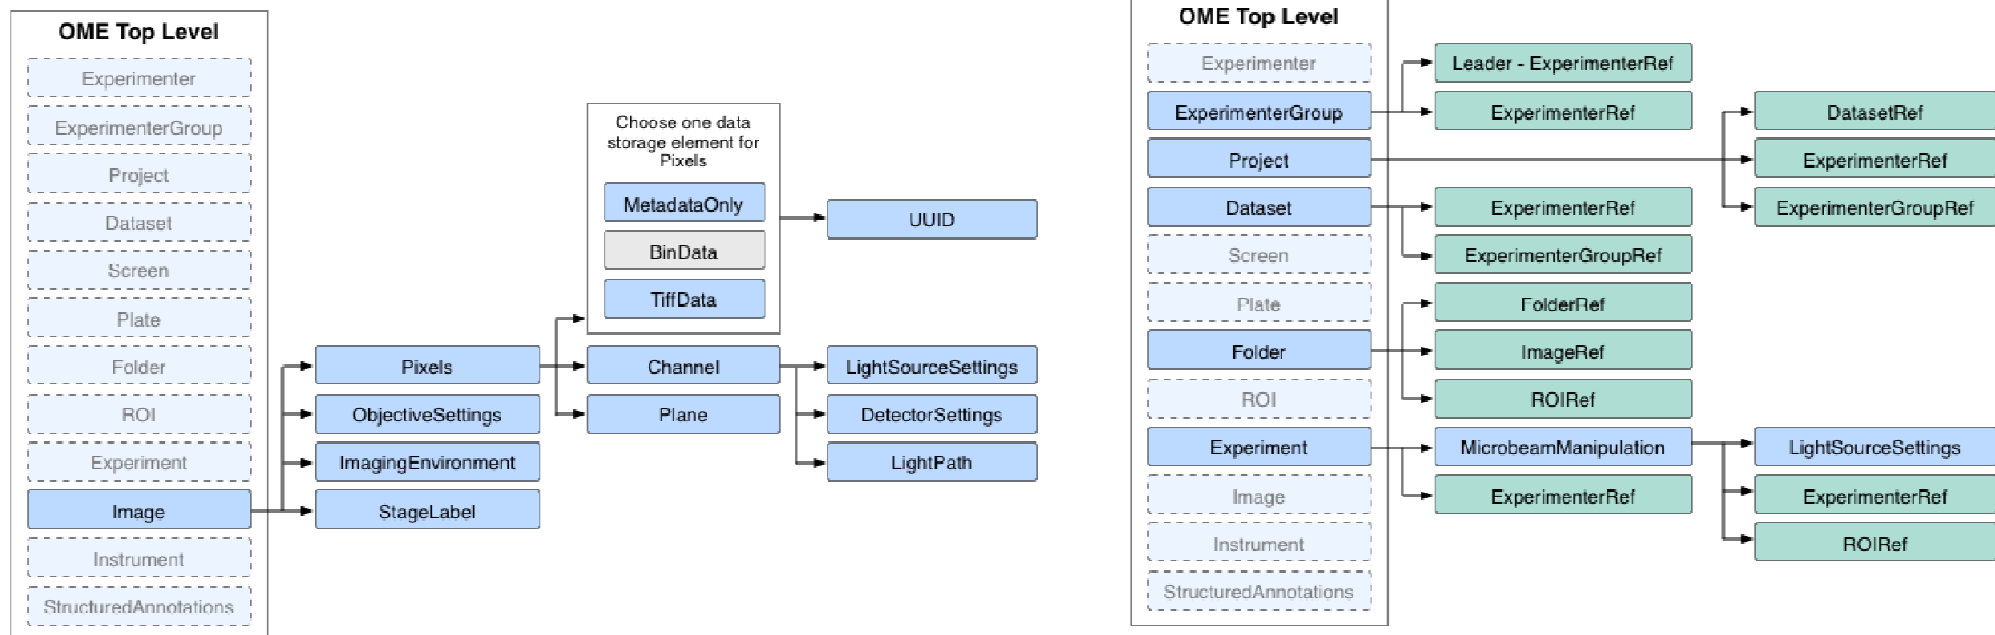 OME Top Level
Experimenter
ExperimenterGroup
Project
Dataset
Screen
Plate
Folder
ROI
Experiment
Image
Instrument
StructuredAnnotations
Pixels
ObjectiveSettings
ImagingEnvironment
StageLabel
Choose one data
storage element for
Pixels
MetadataOnly
BinData
TiffData
Channel
Plane
UUID
LightSourceSettings
DetectorSettings
LightPath
OME Top Level
Experimenter
ExperimenterGroup
Project
Dataset
Screen
Plate
Folder
ROI
Experiment
Image
Instrument
StructuredAnnotations
Leader - ExperimenterRef
ExperimenterRef
ExperimenterRef
ExperimenterGroupRef
FolderRef
ImageRef
ROIRef
MicrobeamManipulation
ExperimenterRef
DatasetRef
ExperimenterRef
ExperimenterGroupRef
LightSourceSettings
ExperimenterRef
ROIRef